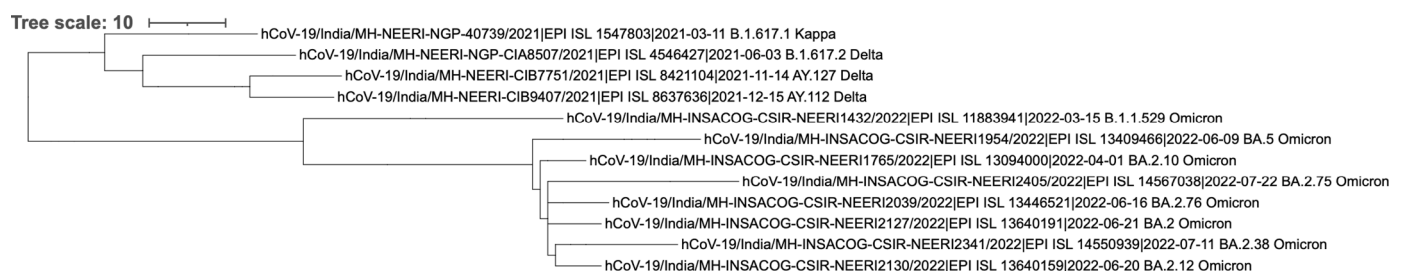 Tree scale: 10
hCoV-19/India/MH-NEERI-NGP-40739/2021|EPI ISL 1547803|2021-03-11 B.1.617.1 Kappa
hCoV-19/India/MH-NEERI-NGP-CIA8507/2021|EPI ISL 4546427|2021-06-03 B.1.617.2 Delta
hCoV-19/India/MH-NEERI-CIB7751/2021|EPI ISL 8421104|2021-11-14 AY.127 Delta
hCoV-19/India/MH-NEERI-CIB9407/2021|EPI ISL 8637636|2021-12-15 AY.112 Delta
hCoV-19/India/MH-INSACOG-CSIR-NEERI1432/2022|EPI ISL 11883941|2022-03-15 B.1.1.529 Omicron
hCoV-19/India/MH-INSACOG-CSIR-NEERI1954/2022|EPI ISL 13409466|2022-06-09 BA.5 Omicron
hCoV-19/India/MH-INSACOG-CSIR-NEERI1765/2022|EPI ISL 13094000|2022-04-01 BA.2.10 Omicron
hCoV-19/India/MH-INSACOG-CSIR-NEERI2405/2022|EPI ISL 14567038|2022-07-22 BA.2.75 Omicron
hCoV-19/India/MH-INSACOG-CSIR-NEERI2039/2022|EPI ISL 13446521|2022-06-16 BA.2.76 Omicron
hCoV-19/India/MH-INSACOG-CSIR-NEERI2127/2022|EPI ISL 13640191|2022-06-21 BA.2 Omicron
hCoV-19/India/MH-INSACOG-CSIR-NEERI2341/2022|EPI ISL 14550939|2022-07-11 BA.2.38 Omicron
hCoV-19/India/MH-INSACOG-CSIR-NEERI2130/2022|EPI ISL 13640159|2022-06-20 BA.2.12 Omicron